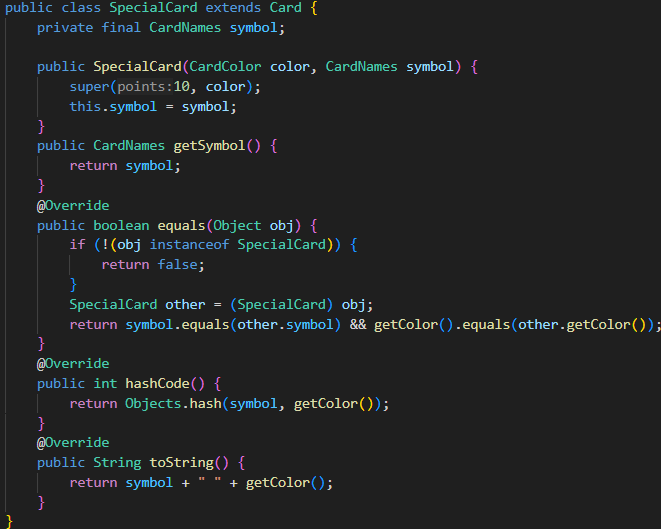 public class SpecialCard extends Card {
    private final CardNames symbol;

    public SpecialCard(CardColor color, CardNames symbol) {
        super(points:10, color);
        this.symbol = symbol;
    }
    public CardNames getSymbol() {
        return symbol;
    }
    @Override
    public boolean equals(Object obj) {
        if (!(obj instanceof SpecialCard)) {
            return false;
        }
        SpecialCard other = (SpecialCard) obj;
        return symbol.equals(other.symbol) && getColor().equals(other.getColor());
    }
    @Override
    public int hashCode() {
        return Objects.hash(symbol, getColor());
    }
    @Override
    public String toString() {
        return symbol + " " + getColor();
    }
}